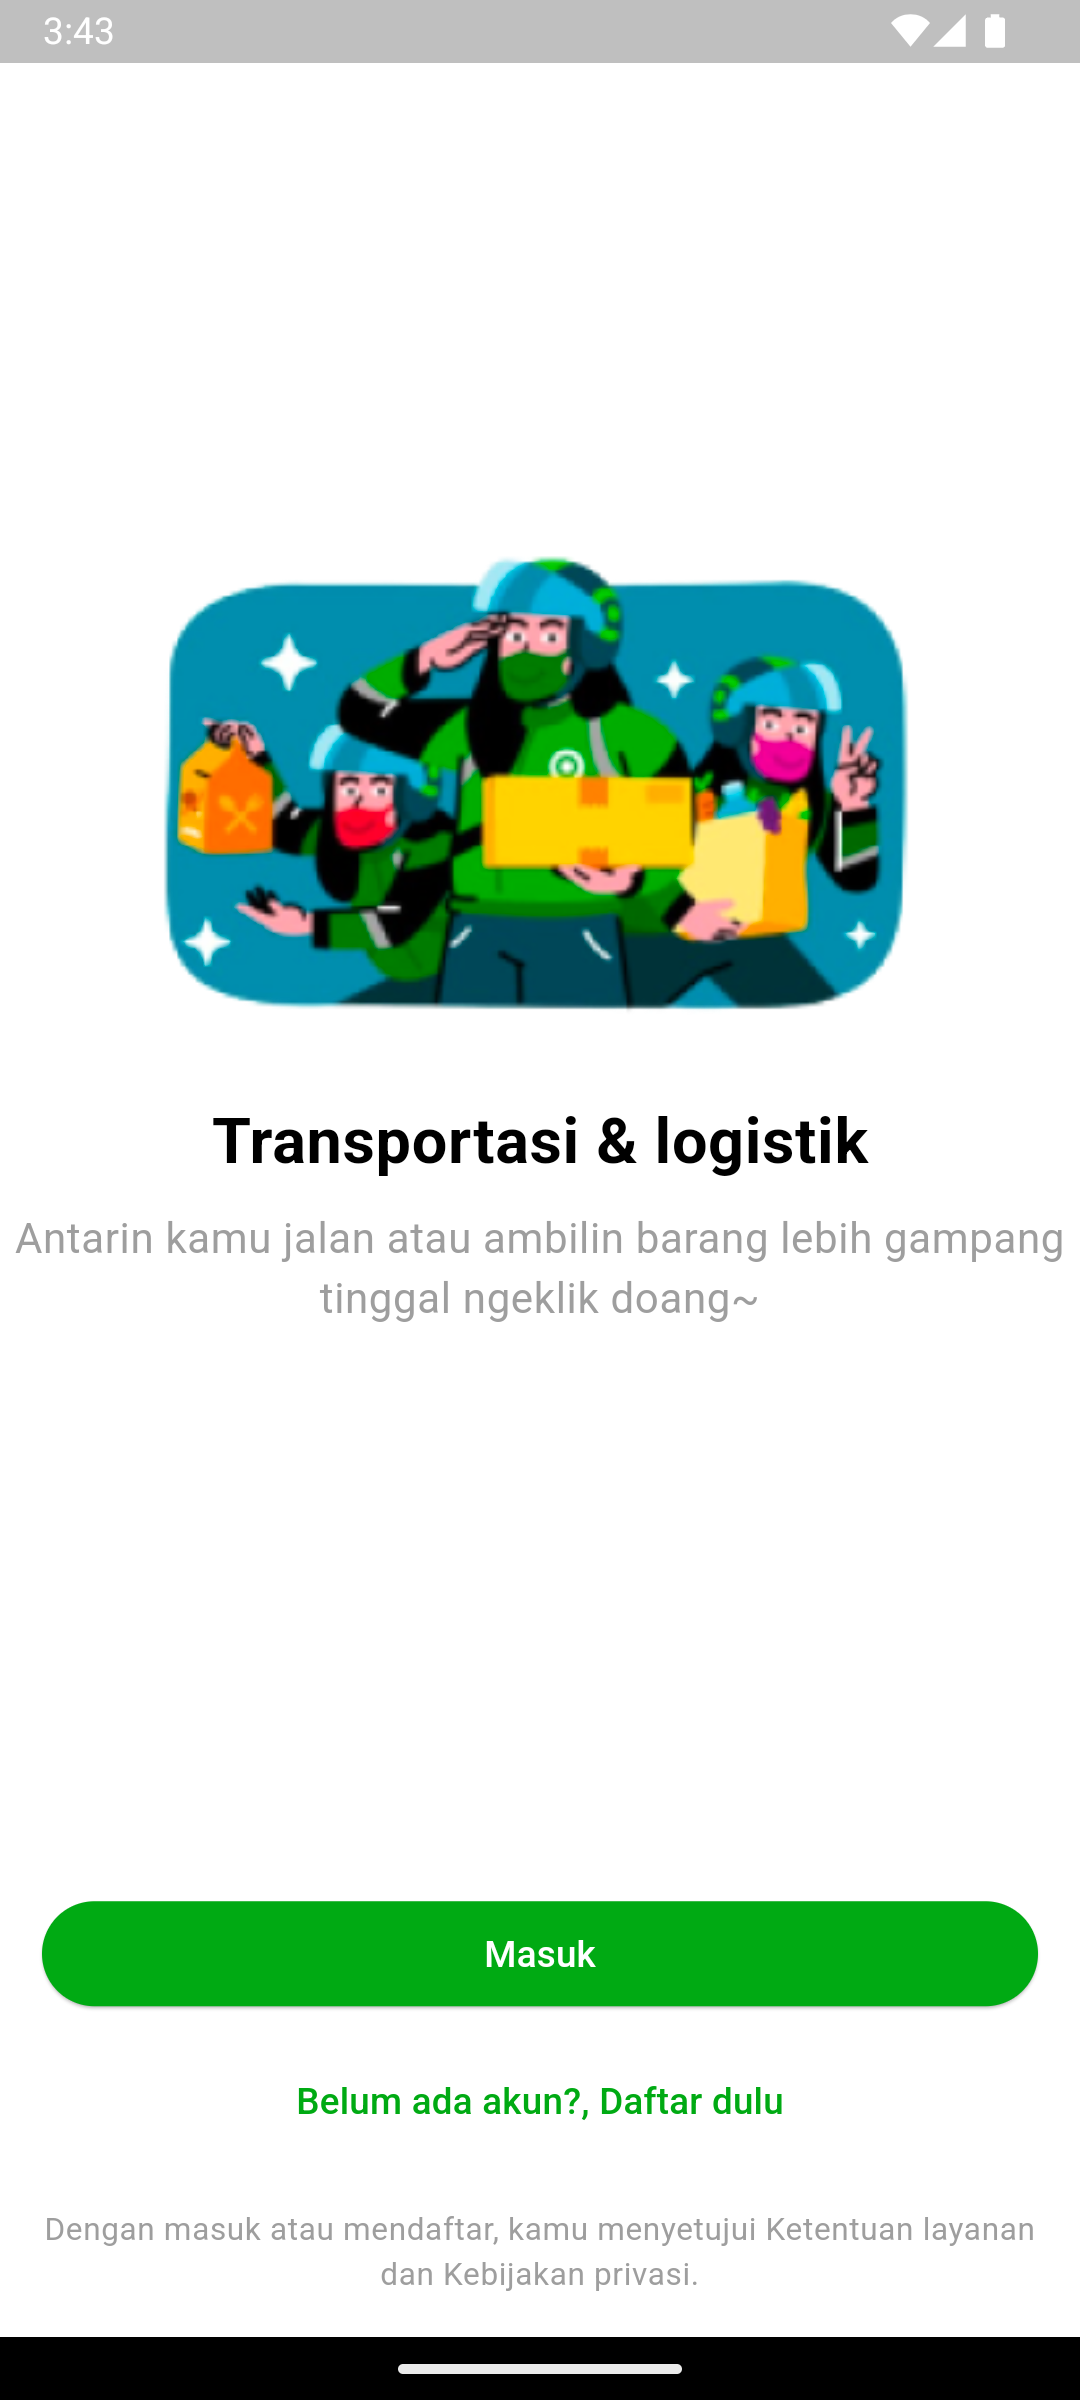 3:43
Transportasi & logistik
Antarin kamu jalan atau ambilin barang lebih gampang
tinggal ngeklik doang~
Masuk
Belum ada akun?, Daftar dulu
Dengan masuk atau mendaftar, kamu menyetujui Ketentuan layanan
dan Kebijakan privasi.